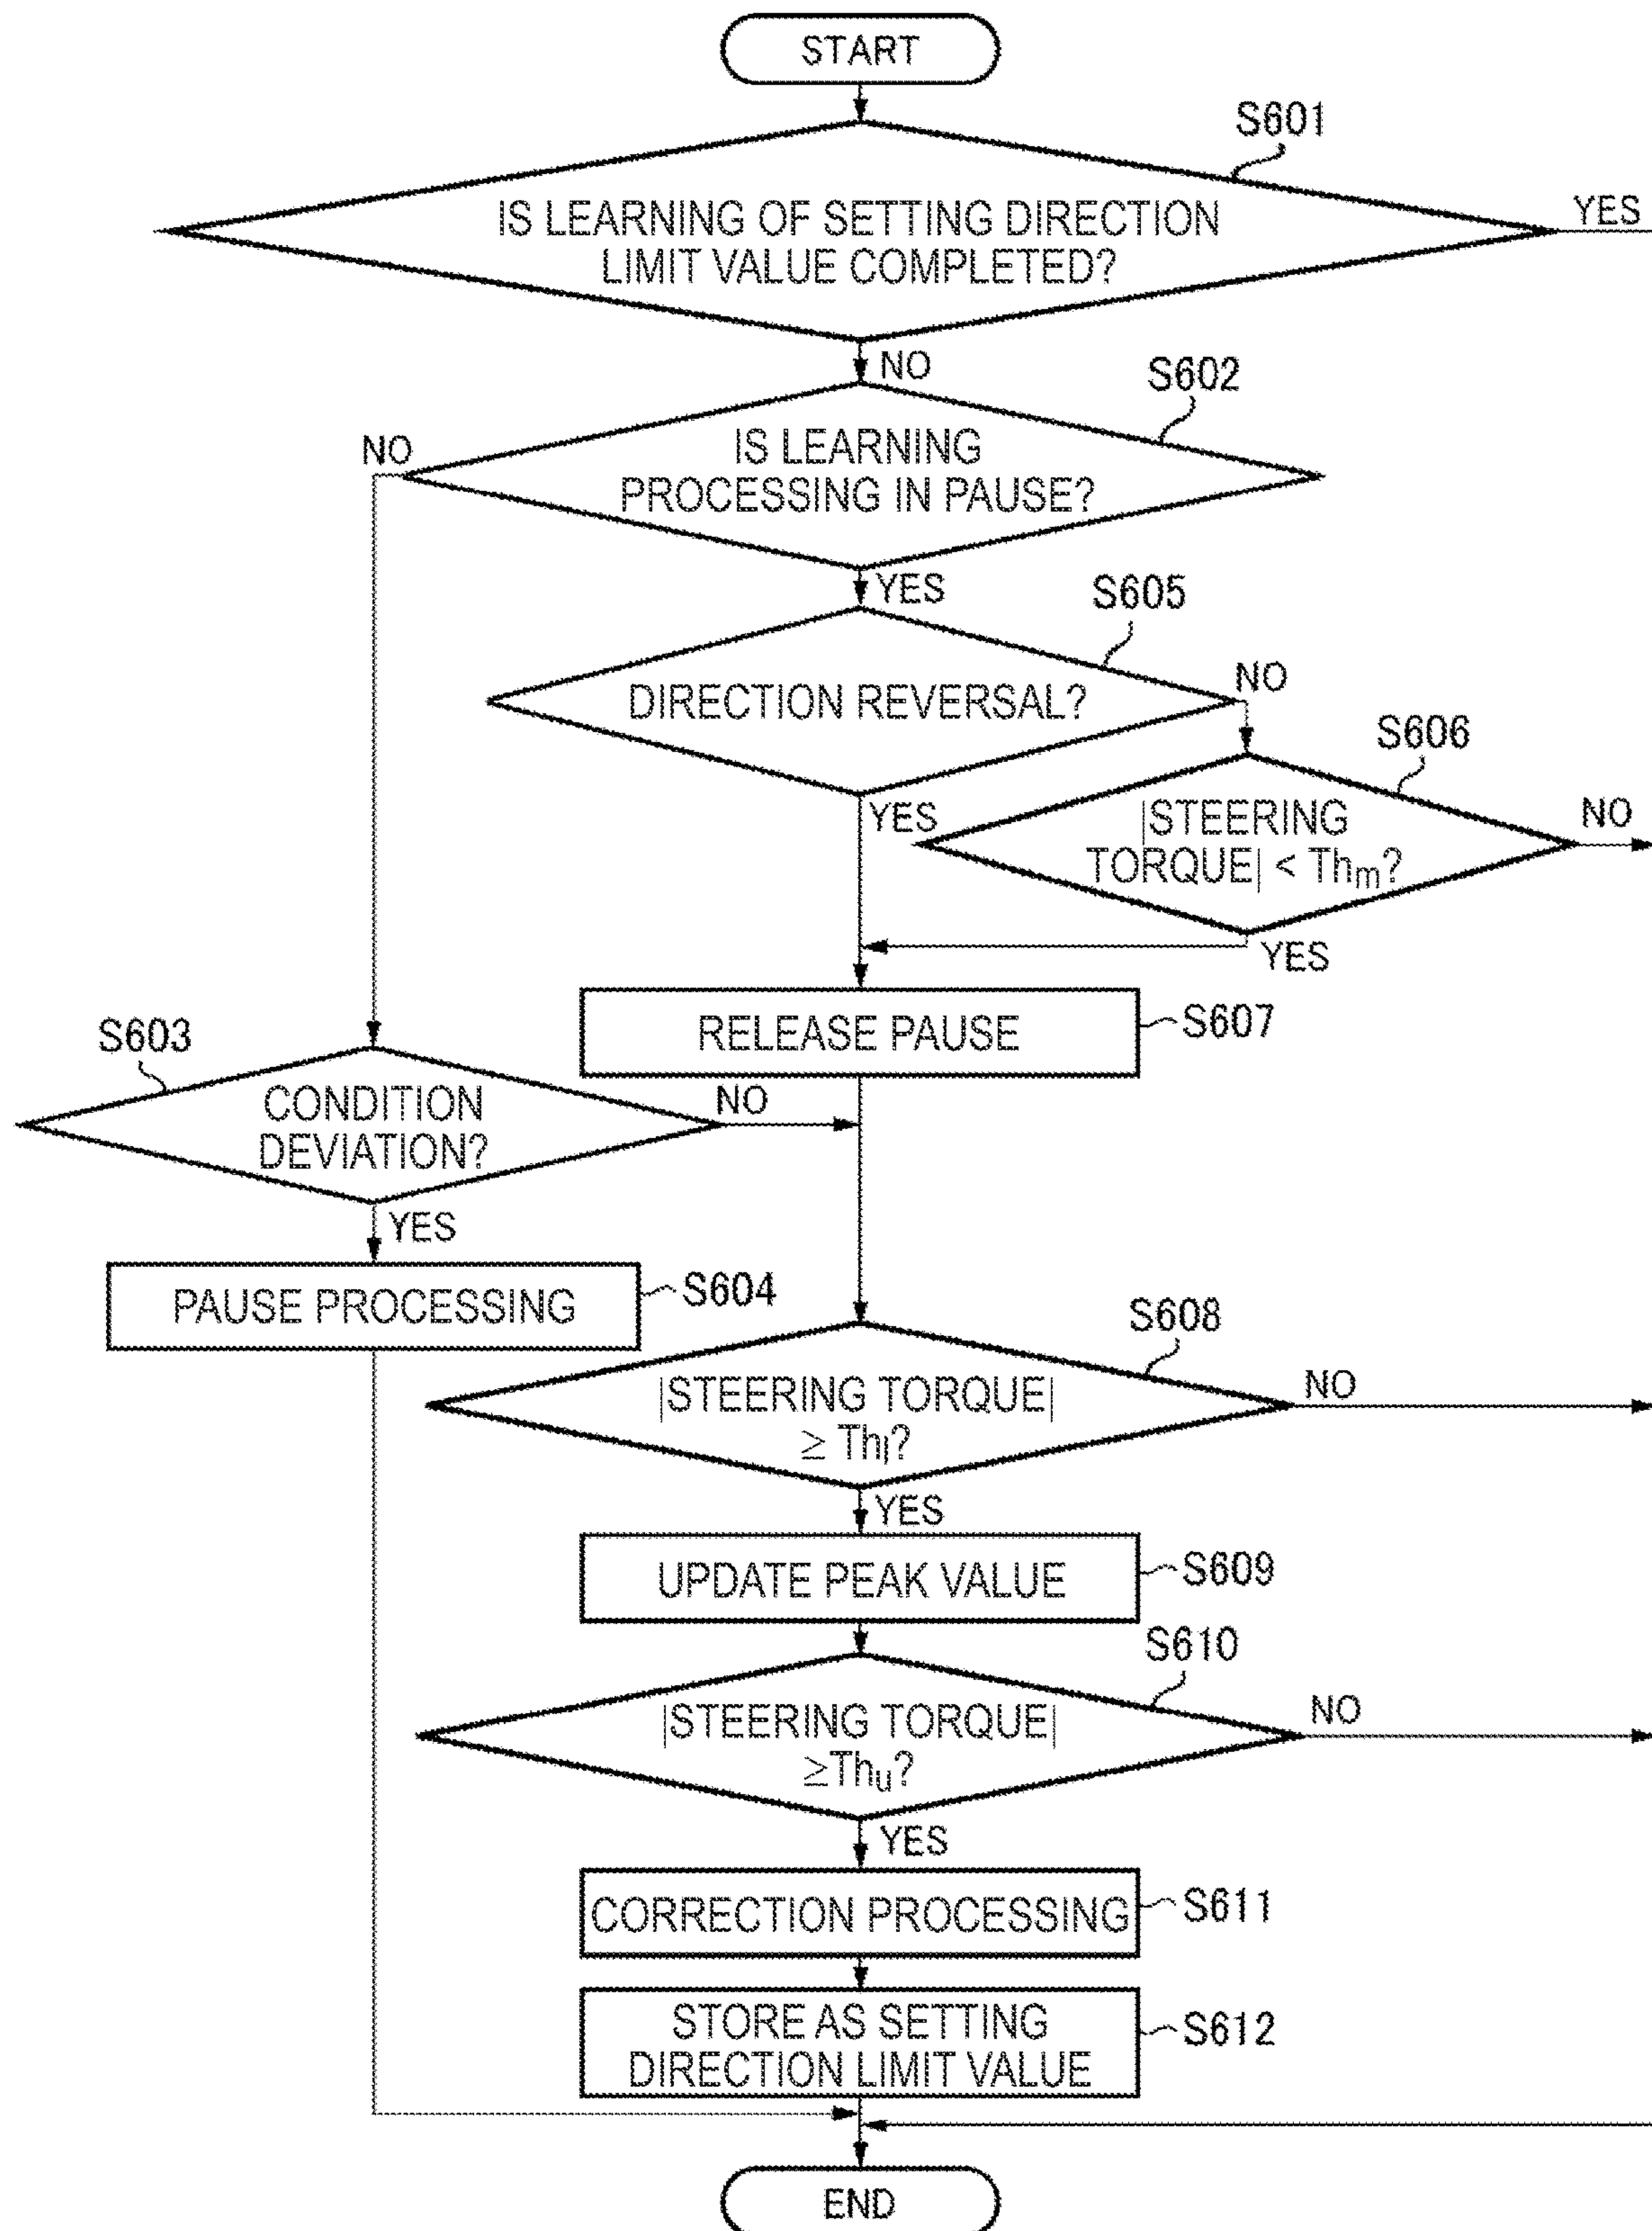 START
S601
IS LEARNING OF SETTING DIRECTION
LIMIT VALUE COMPLETED?
YES
NO
S602
IS LEARNING
PROCESSING IN PAUSE?
NO
YES
S605
DIRECTION REVERSAL?
NO
YES
S606
|STEERING
TORQUE| < Thm?
NO
YES
RELEASE PAUSE
S607
S603
CONDITION
DEVIATION?
NO
YES
PAUSE PROCESSING
S604
S608
|STEERING TORQUE|
≥ Thl?
NO
YES
UPDATE PEAK VALUE
S609
S610
|STEERING TORQUE|
≥Thu?
NO
YES
CORRECTION PROCESSING
S611
STORE AS SETTING
DIRECTION LIMIT VALUE
S612
END